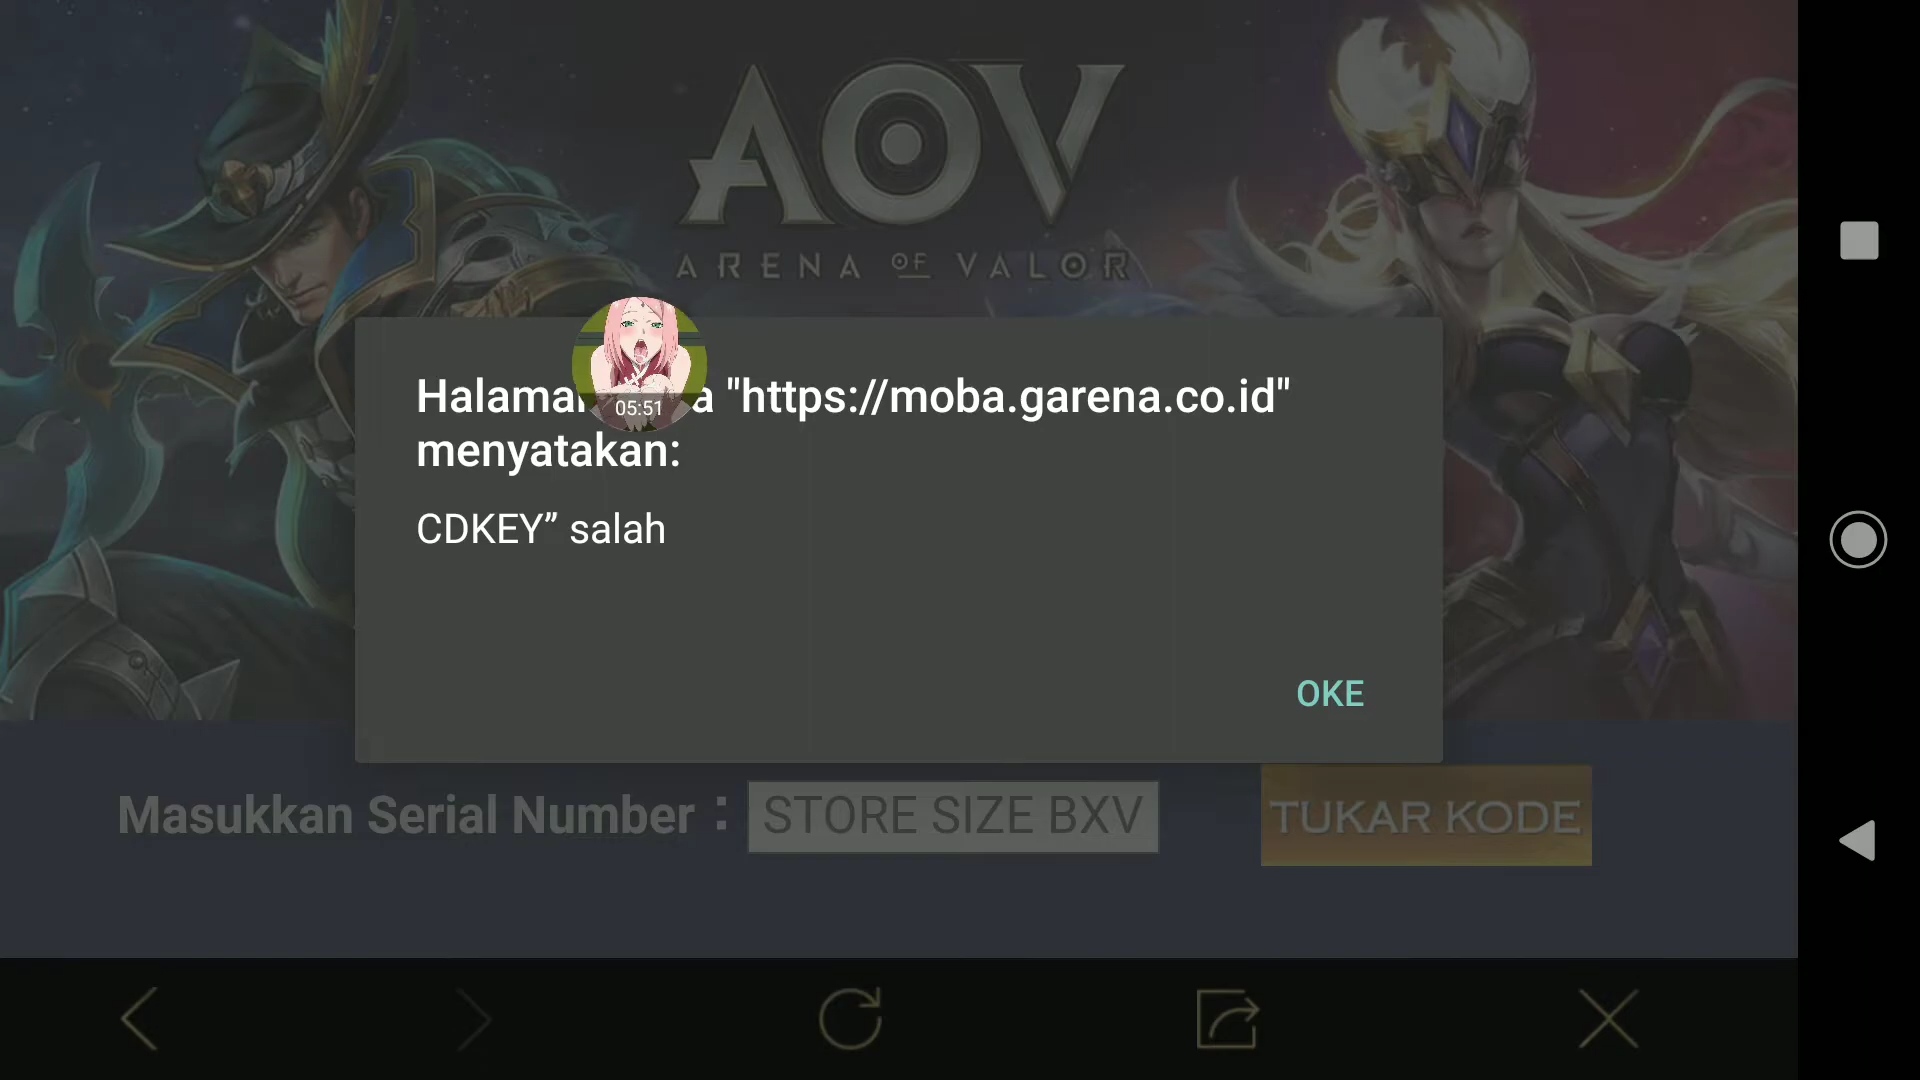 AOV
ARENA OF VALOR
Halaman "https://moba.garena.co.id"
05:51
menyatakan:
CDKEY” salah
OKE
Masukkan Serial Number : STORE SIZE BXV TUKAR KODE